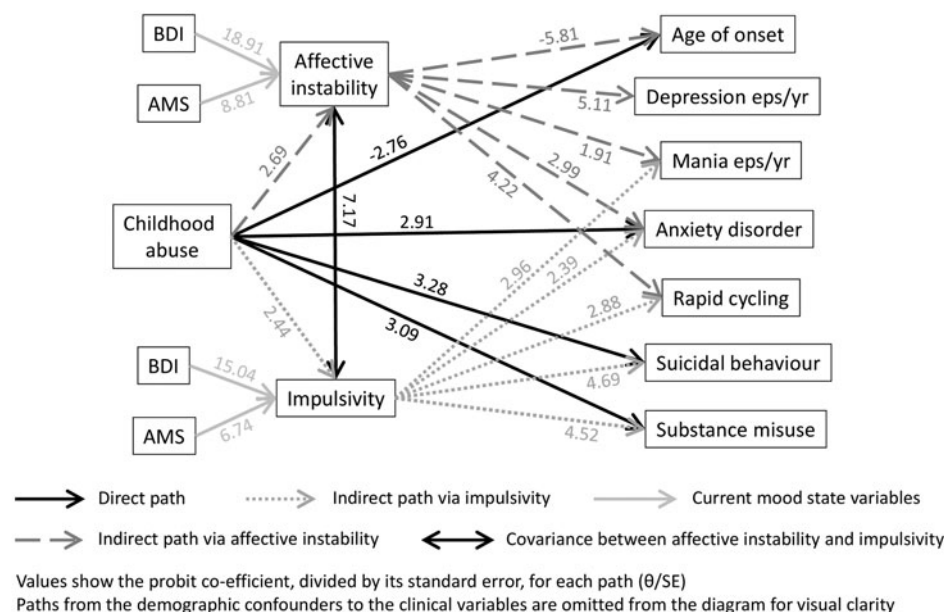 BDI
18.91
AMS
8.81
Affective
instability
-5.81
Age of onset
5.11
Depression eps/yr
1.91
Mania eps/yr
2.99
4.22
2.69
-2.76
7.17
Childhood
abuse
2.91
Anxiety disorder
2.96
2.39
Rapid cycling
3.28
2.88
3.09
2.44
Suicidal behaviour
4.69
BDI
15.04
AMS
6.74
Impulsivity
4.52
Substance misuse
Direct path
Indirect path via impulsivity
Current mood state variables
Indirect path via affective instability
Covariance between affective instability and impulsivity
Values show the probit co-efficient, divided by its standard error, for each path (θ/SE)
Paths from the demographic confounders to the clinical variables are omitted from the diagram for visual clarity